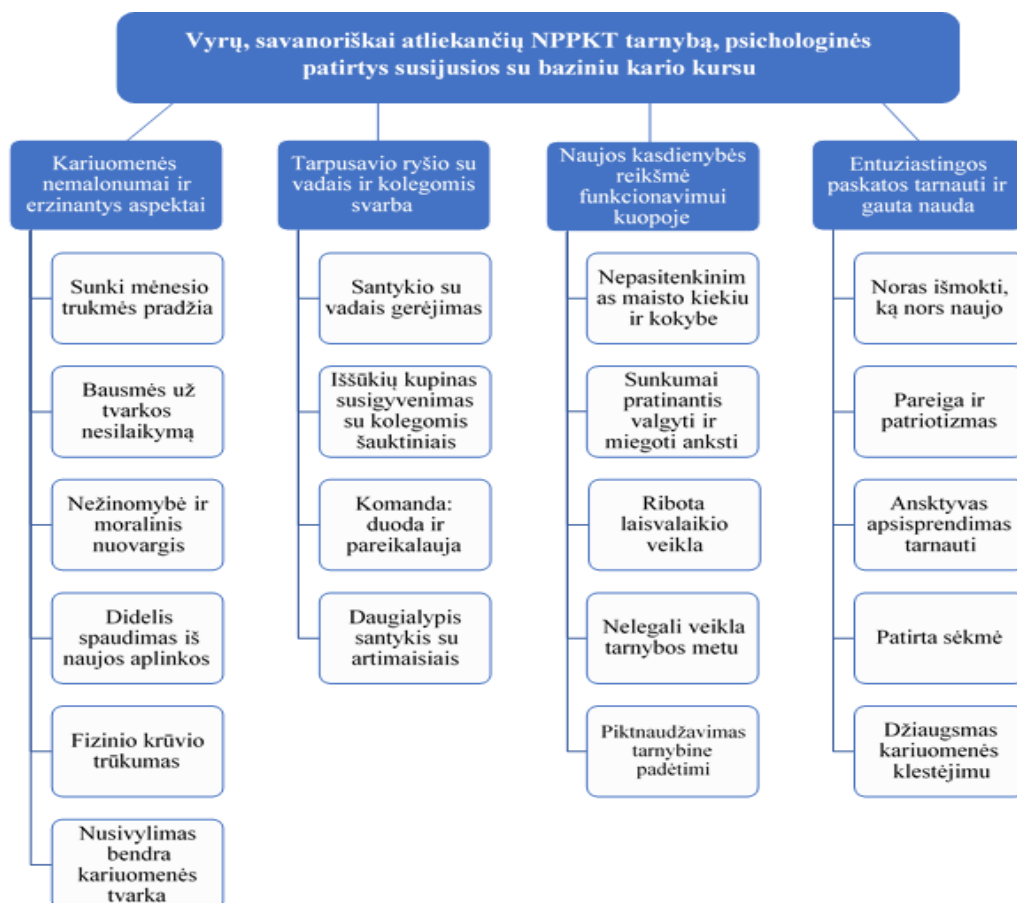 Vyrų, savanoriškai atliekančių NPPKT tarnybą, psichologinės
patirtys susijusios su baziniu kario kursu
Kariuomenės
nemalonumai ir
erzinantys aspektai
Sunki mėnesio
trukmės pradžia
Bausmės už
tvarkos
nesilaikymą
Nežinomybė ir
moralinis
nuovargis
Didelis
spaudimas iš
naujos aplinkos
Fizinio krūvio
trūkumas
Nusivylimas
bendra
kariuomenės
tvarka
Tarpusavio ryšio su
vadais ir kolegomis
svarba
Santykio su
vadais gerėjimas
Iššūkių kupinas
susigyvenimas
su kolegomis
šauktiniais
Komanda:
duoda ir
pareikalauja
Daugialypis
santykis su
artimaisiais
Naujos kasdienybės
reikšmė
funkcionavimui
kuopoje
Nepasitenkinim
as maisto kiekiu
ir kokybe
Sunkumai
pratinantis
valgyti ir
miegoti anksti
Ribota
laisvalaikio
veikla
Nelegali veikla
tarnybos metu
Piktnaudžavimas
tarnybine
padėtimi
Entuziastingos
paskatos tarnauti ir
gauta nauda
Noras išmokti,
ką nors naujo
Pareiga ir
patriotizmas
Ansktyvas
apsisprendimas
tarnauti
Patirta sėkmė
Džiaugsmas
kariuomenės
klestėjimu